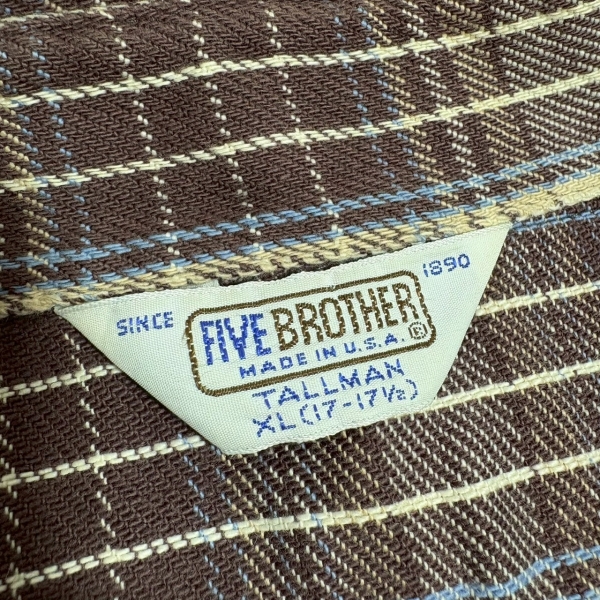 SINCE 1890
FIVE BROTHER ®
MADE IN U.S.A.
TALLMAN
XL (17-17½)